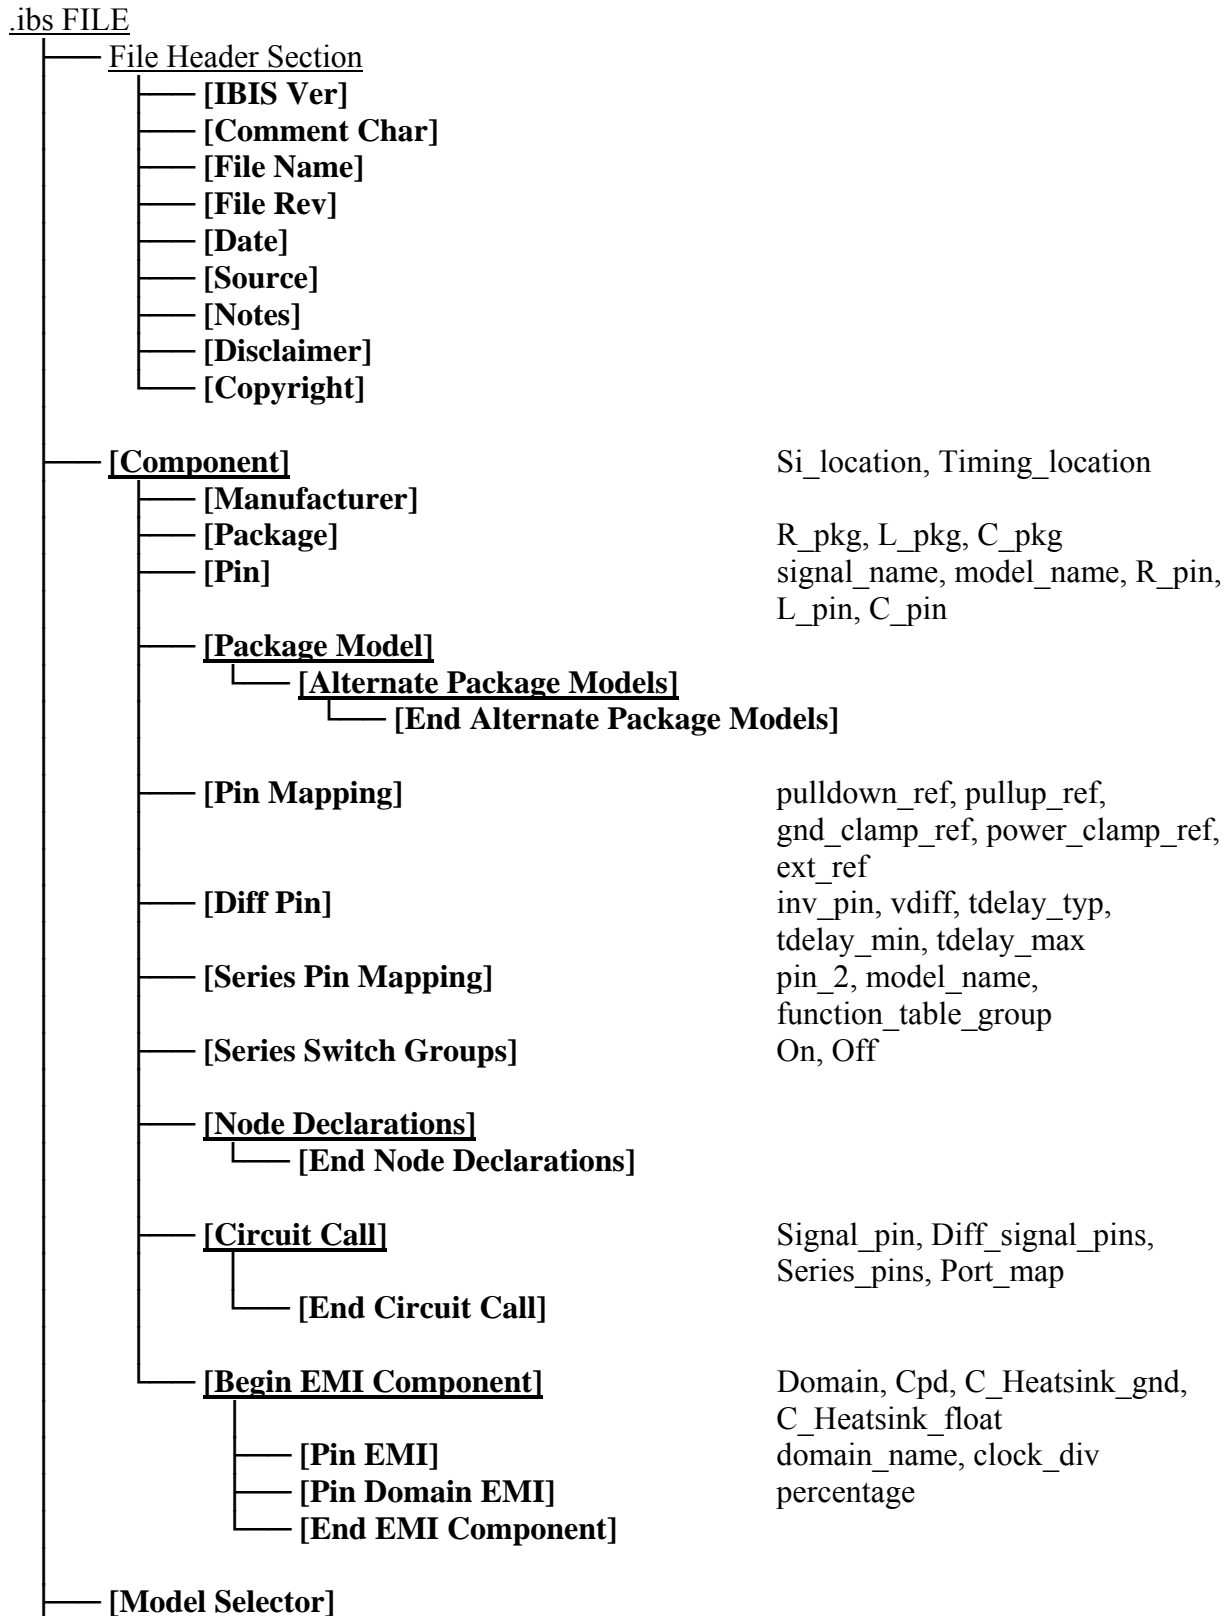 .ibs FILE
File Header Section
[IBIS Ver]
[Comment Char]
[File Name]
[File Rev]
[Date]
[Source]
[Notes]
[Disclaimer]
[Copyright]
[Component] Si_location, Timing_location
[Manufacturer]
[Package] R_pkg, L_pkg, C_pkg
[Pin] signal_name, model_name, R_pin,
L_pin, C_pin
[Package Model]
[Alternate Package Models]
[End Alternate Package Models]
[Pin Mapping] pulldown_ref, pullup_ref,
gnd_clamp_ref, power_clamp_ref,
ext_ref
[Diff Pin] inv_pin, vdiff, tdelay_typ,
tdelay_min, tdelay_max
[Series Pin Mapping] pin_2, model_name,
function_table_group
[Series Switch Groups] On, Off
[Node Declarations]
[End Node Declarations]
[Circuit Call] Signal_pin, Diff_signal_pins,
Series_pins, Port_map
[End Circuit Call]
[Begin EMI Component] Domain, Cpd, C_Heatsink_gnd,
C_Heatsink_float
[Pin EMI] domain_name, clock_div
[Pin Domain EMI] percentage
[End EMI Component]
[Model Selector]